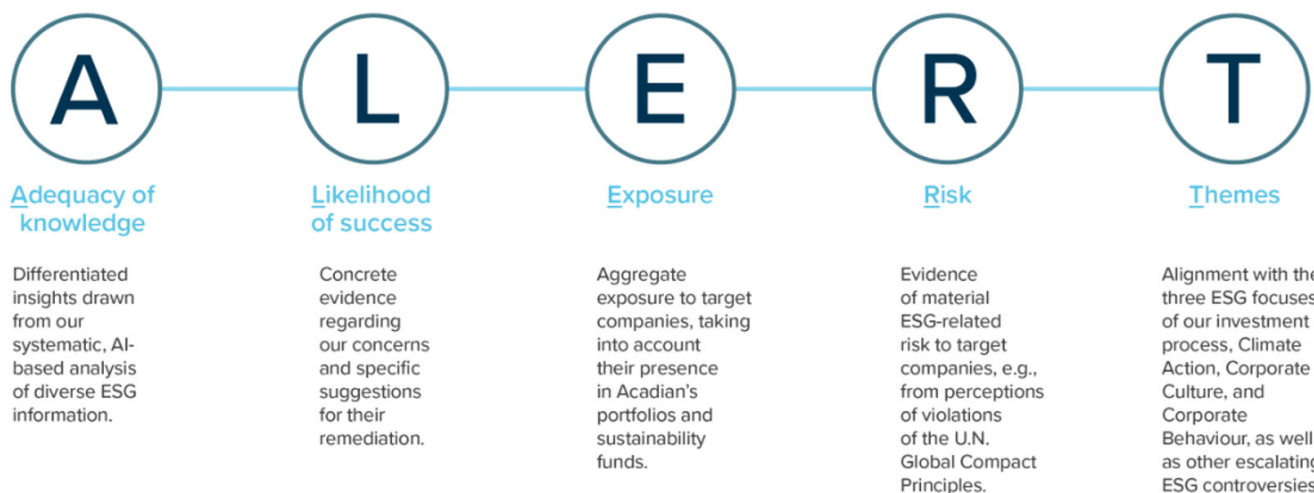 A
L
E
R
T
Adequacy of
knowledge
Likelihood
of success
Exposure
Risk
Themes
Differentiated
insights drawn
from our
systematic, AI-
based analysis
of diverse ESG
information.
Concrete
evidence
regarding
our concerns
and specific
suggestions
for their
remediation.
Aggregate
exposure to target
companies, taking
into account
their presence
in Acadian's
portfolios and
sustainability
funds.
Evidence
of material
ESG-related
risk to target
companies, e.g.,
from perceptions
of violations
of the U.N.
Global Compact
Principles.
Alignment with the
three ESG focuses
of our investment
process, Climate
Action, Corporate
Culture, and
Corporate
Behaviour, as well
as other escalating
ESG controversies